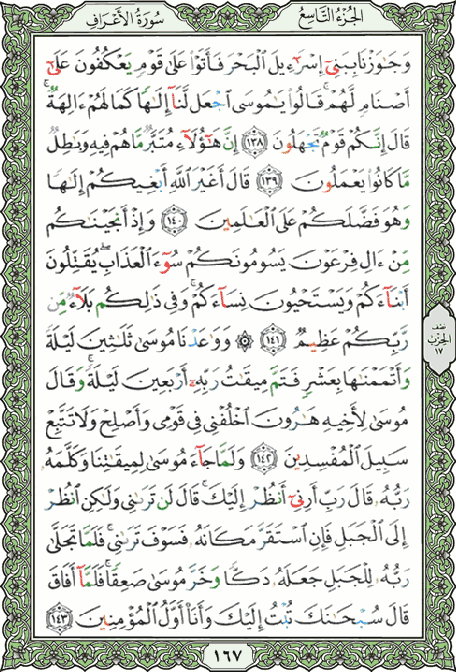 الجزء التاسع
سورة الأعراف
وَجَٰوَزْنَا بِبَنِىٓ إِسْرَٰٓءِيلَ ٱلْبَحْرَ فَأَتَوْا۟ عَلَىٰ قَوْمٍ يَعْكُفُونَ عَلَىٰٓ
أَصْنَامٍ لَّهُمْ ۚ قَالُوا۟ يَٰمُوسَى ٱجْعَل لَّنَآ إِلَٰهًا كَمَا لَهُمْ ءَالِهَةٌ ۚ
قَالَ إِنَّكُمْ قَوْمٌ تَجْهَلُونَ ١٣٨ إِنَّ هَٰٓؤُلَآءِ مُتَبَّرٌ مَّا هُمْ فِيهِ وَبَٰطِلٌ
مَّا كَانُوا۟ يَعْمَلُونَ ١٣٩ قَالَ أَغَيْرَ ٱللَّهِ أَبْغِيكُمْ إِلَٰهًا
وَهُوَ فَضَّلَكُمْ عَلَى ٱلْعَٰلَمِينَ ١٤٠ وَإِذْ أَنجَيْنَٰكُم
مِّنْ ءَالِ فِرْعَوْنَ يَسُومُونَكُمْ سُوٓءَ ٱلْعَذَابِ ۖ يُقَتِّلُونَ
أَبْنَآءَكُمْ وَيَسْتَحْيُونَ نِسَآءَكُمْ ۚ وَفِى ذَٰلِكُم بَلَآءٌ مِّن
رَّبِّكُمْ عَظِيمٌ ١٤١ ۞ وَوَٰعَدْنَا مُوسَىٰ ثَلَٰثِينَ لَيْلَةً
وَأَتْمَمْنَٰهَا بِعَشْرٍ فَتَمَّ مِيقَٰتُ رَبِّهِۦٓ أَرْبَعِينَ لَيْلَةً ۚ وَقَالَ
مُوسَىٰ لِأَخِيهِ هَٰرُونَ ٱخْلُفْنِى فِى قَوْمِى وَأَصْلِحْ وَلَا تَتَّبِعْ
سَبِيلَ ٱلْمُفْسِدِينَ ١٤٢ وَلَمَّا جَآءَ مُوسَىٰ لِمِيقَٰتِنَا وَكَلَّمَهُۥ
رَبُّهُۥ قَالَ رَبِّ أَرِنِىٓ أَنظُرْ إِلَيْكَ ۚ قَالَ لَن تَرَىٰنِى وَلَٰكِنِ ٱنظُرْ
إِلَى ٱلْجَبَلِ فَإِنِ ٱسْتَقَرَّ مَكَانَهُۥ فَسَوْفَ تَرَىٰنِى ۚ فَلَمَّا تَجَلَّىٰ
رَبُّهُۥ لِلْجَبَلِ جَعَلَهُۥ دَكًّا وَخَرَّ مُوسَىٰ صَعِقًا ۚ فَلَمَّآ أَفَاقَ
قَالَ سُبْحَٰنَكَ تُبْتُ إِلَيْكَ وَأَنَا۠ أَوَّلُ ٱلْمُؤْمِنِينَ ١٤٣
نصف
الحزب
١٧
١٦٧